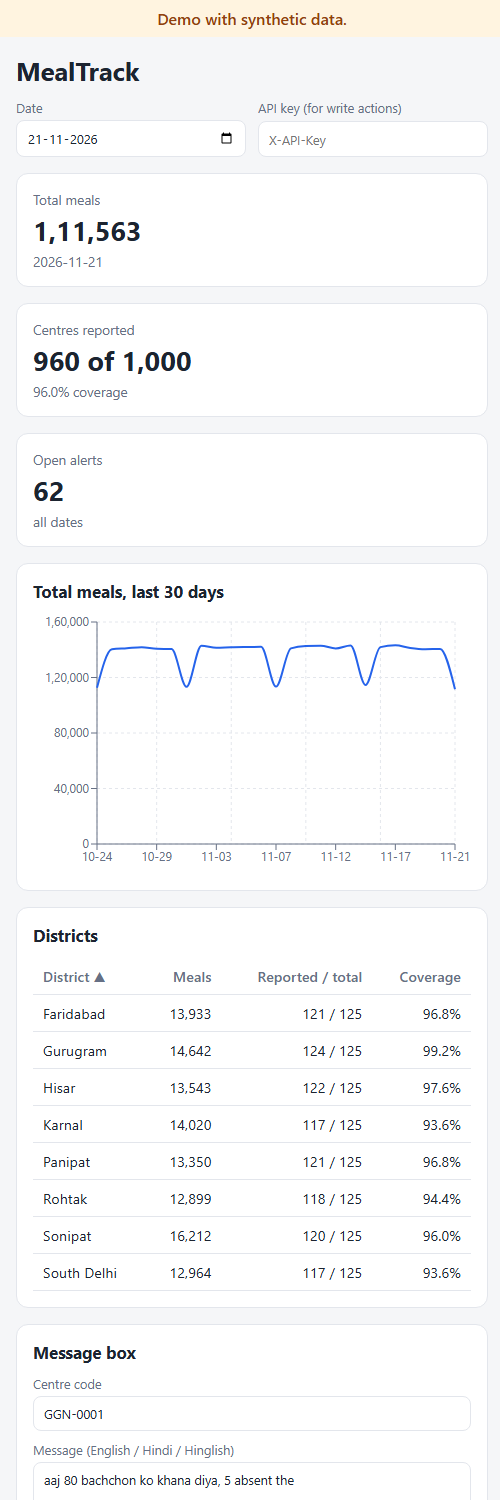 Demo with synthetic data.
MealTrack
Date API key (for write actions)
21-11-2026 X-API-Key
Total meals
1,11,563
2026-11-21
Centres reported
960 of 1,000
96.0% coverage
Open alerts
62
all dates
Total meals, last 30 days
1,60,000
1,20,000
80,000
40,000
0
10-24 10-29 11-03 11-07 11-12 11-17 11-21
Districts
District ▲ Meals Reported / total Coverage
Faridabad 13,933 121 / 125 96.8%
Gurugram 14,642 124 / 125 99.2%
Hisar 13,543 122 / 125 97.6%
Karnal 14,020 117 / 125 93.6%
Panipat 13,350 121 / 125 96.8%
Rohtak 12,899 118 / 125 94.4%
Sonipat 16,212 120 / 125 96.0%
South Delhi 12,964 117 / 125 93.6%
Message box
Centre code
GGN-0001
Message (English / Hindi / Hinglish)
aaj 80 bachchon ko khana diya, 5 absent the